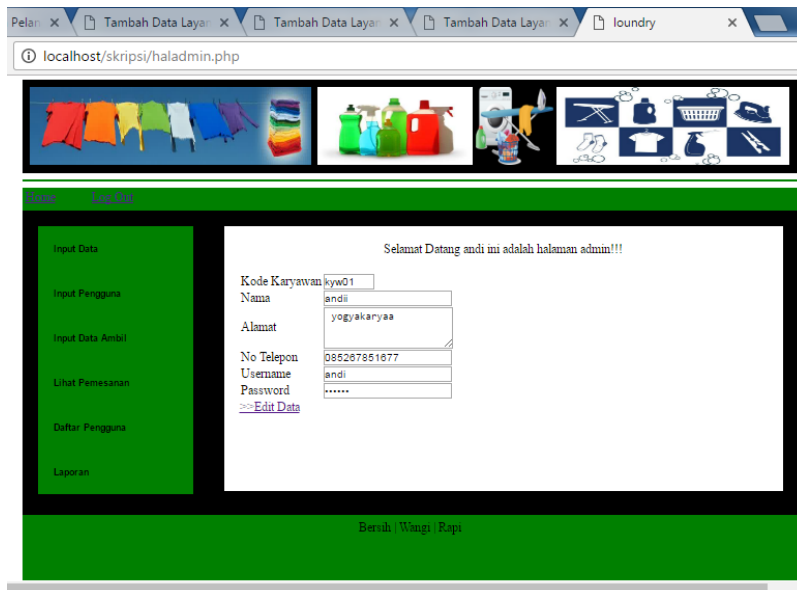 Pelan
Tambah Data Layan
Tambah Data Layan
Tambah Data Layan
loundry
localhost/skripsi/haladmin.php
Home Log Out
Input Data
Input Pengguna
Input Data Ambil
Lihat Pemesanan
Daftar Pengguna
Laporan
Selamat Datang andi ini adalah halaman admin!!!
Kode Karyawan kyw01
Nama andii
Alamat yogyakaryaa
No Telepon 085267851677
Username andi
Password ······
>>Edit Data
Bersih | Wangi | Rapi